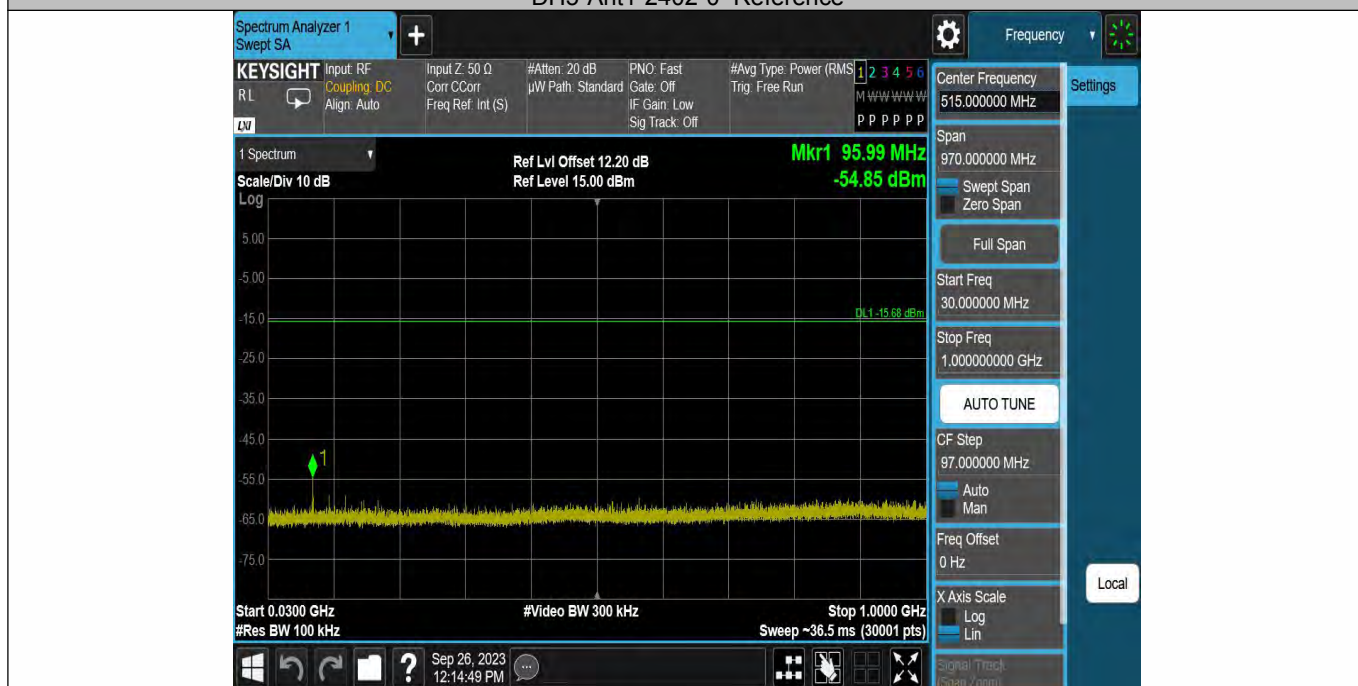 Spectrum Analyzer 1
Swept SA
Frequency
KEYSIGHT
RL
LXI
Input: RF
Coupling: DC
Align: Auto
Input Z: 50 Ω
Corr CCorr
Freq Ref: Int (S)
#Atten: 20 dB
µW Path: Standard
PNO: Fast
Gate: Off
IF Gain: Low
Sig Track: Off
#Avg Type: Power (RMS
Trig: Free Run
1 2 3 4 5 6
M W W W W W
P P P P P P
1 Spectrum
Scale/Div 10 dB
Log
Ref Lvl Offset 12.20 dB
Ref Level 15.00 dBm
Mkr1 95.99 MHz
-54.85 dBm
5.00
-5.00
-15.0
DL1 -15.68 dBm
-25.0
-35.0
-45.0
1
-55.0
-65.0
-75.0
Start 0.0300 GHz
#Res BW 100 kHz
#Video BW 300 kHz
Stop 1.0000 GHz
Sweep ~36.5 ms (30001 pts)
Sep 26, 2023
12:14:49 PM
Center Frequency
515.000000 MHz
Settings
Span
970.000000 MHz
Swept Span
Zero Span
Full Span
Start Freq
30.000000 MHz
Stop Freq
1.000000000 GHz
AUTO TUNE
CF Step
97.000000 MHz
Auto
Man
Freq Offset
0 Hz
X Axis Scale
Log
Lin
Local
Signal Track
(Span Zoom)